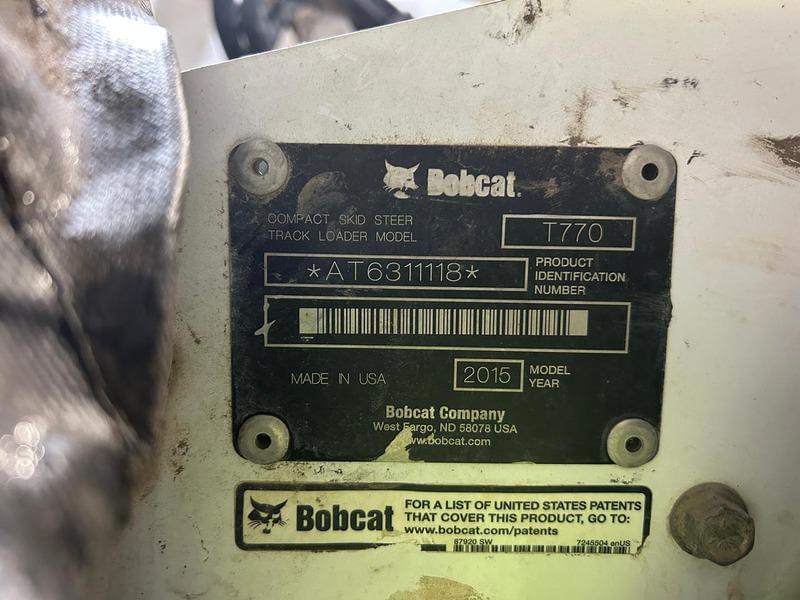 Bobcat.
COMPACT SKID STEER
TRACK LOADER MODEL
T770
*AT6311118*
PRODUCT
IDENTIFICATION
NUMBER
MADE IN USA
2015
MODEL
YEAR
Bobcat Company
West Fargo, ND 58078 USA
www.bobcat.com
Bobcat
FOR A LIST OF UNITED STATES PATENTS
THAT COVER THIS PRODUCT, GO TO:
www.bobcat.com/patents
87920 SW
7245504 enUS